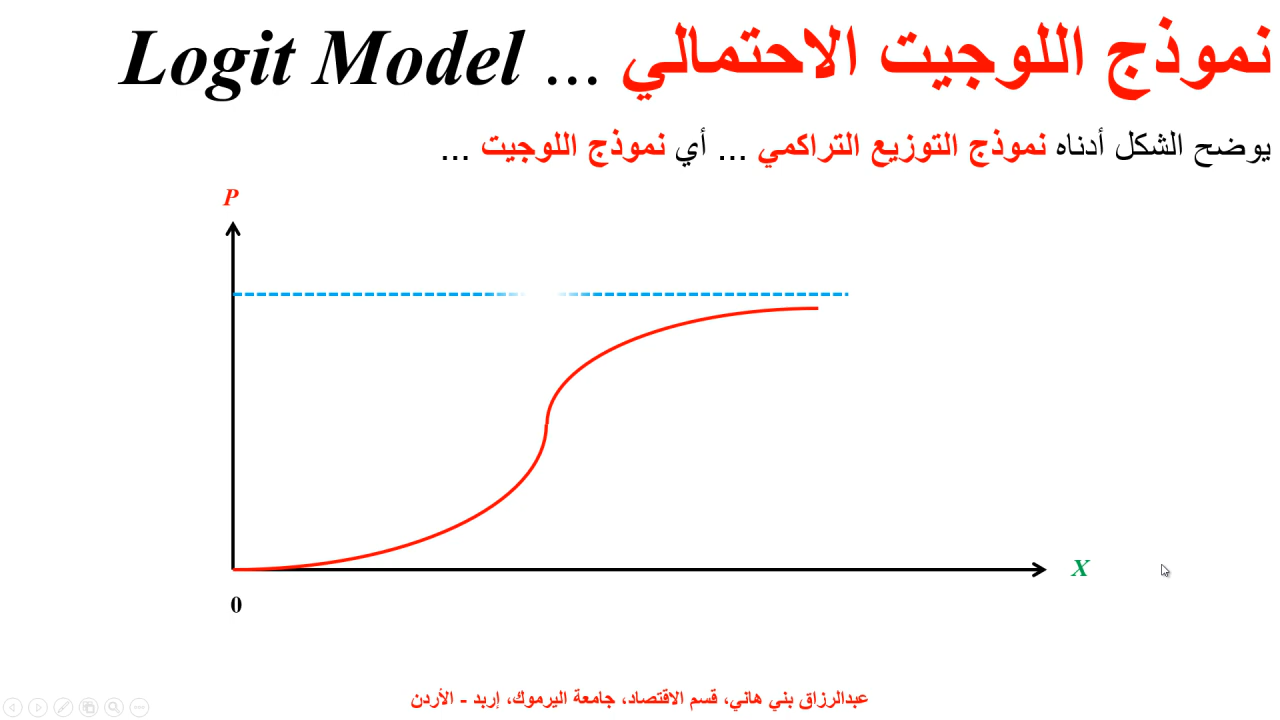 نموذج اللوجيت الاحتمالي ... Logit Model
يوضح الشكل أدناه نموذج التوزيع التراكمي ... أي نموذج اللوجيت ...
P
X
0
عبدالرزاق بني هاني، قسم الاقتصاد، جامعة اليرموك، إربد - الأردن